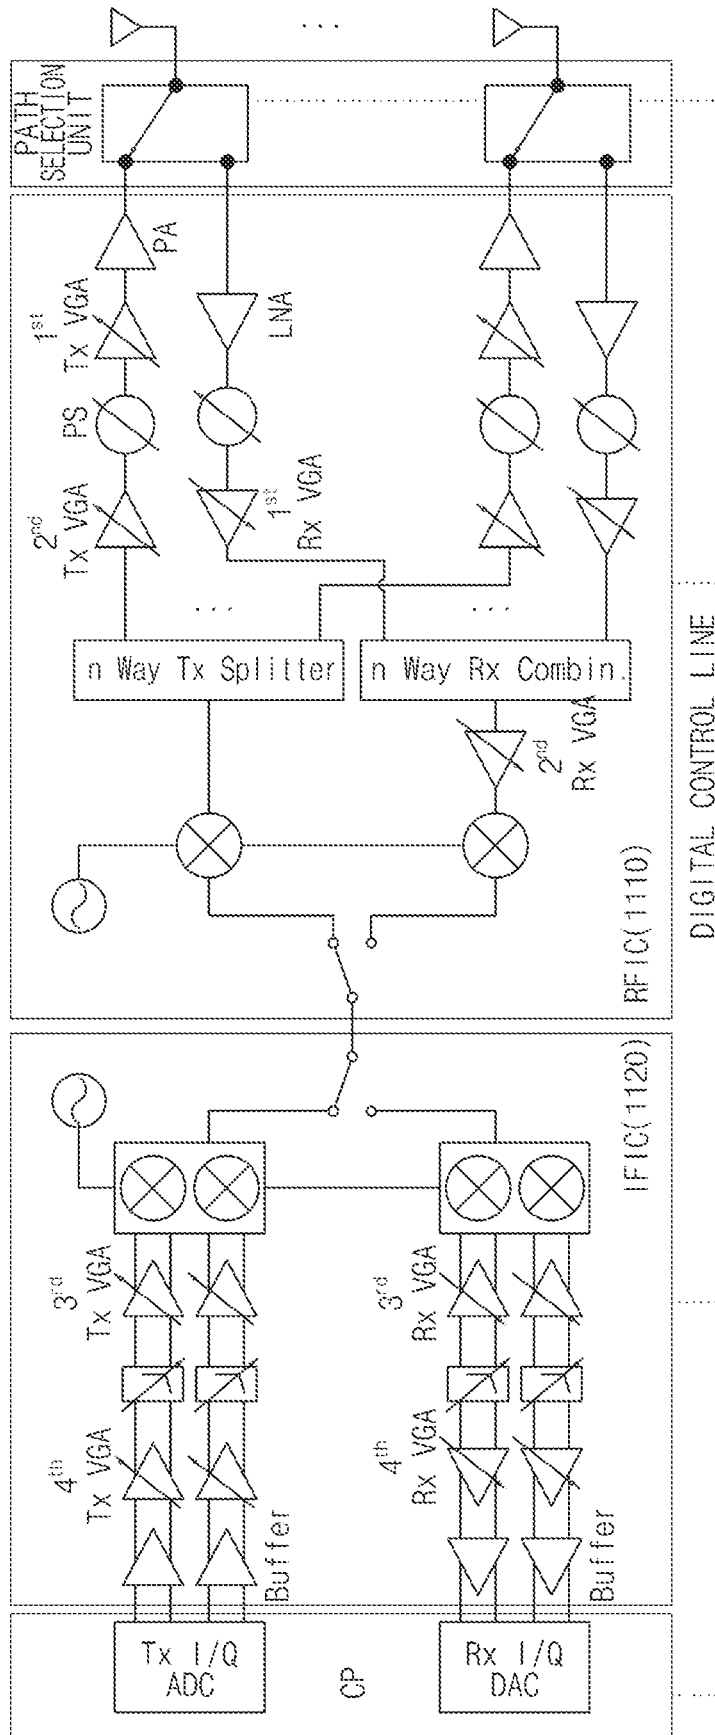 PATH
SELECTION
UNIT
PA
1st
Tx VGA
LNA
PS
2nd
Tx VGA
1st
Rx VGA
n Way Tx Splitter
n Way Rx Combin.
2nd
Rx VGA
RFIC(1110)
DIGITAL CONTROL LINE
IFIC(1120)
3rd
Tx VGA
3rd
Rx VGA
4th
Tx VGA
4th
Rx VGA
Buffer
Buffer
Tx I/Q
ADC
CP
Rx I/Q
DAC